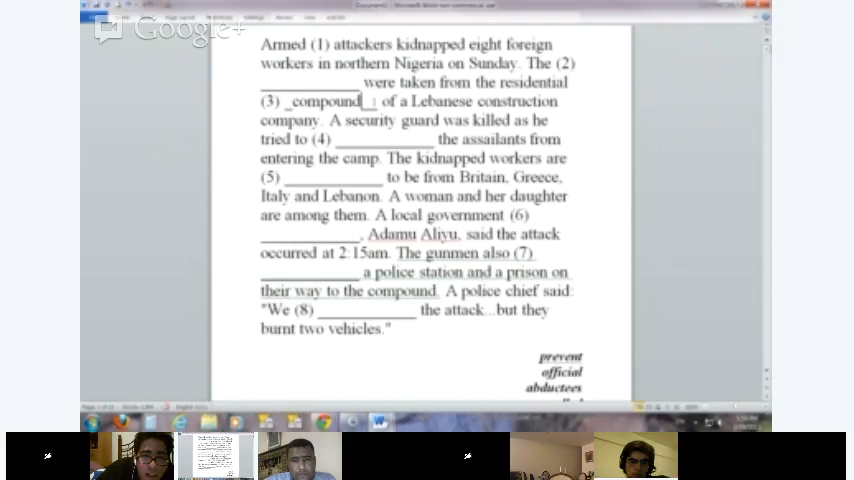 Google+
Armed (1) attackers kidnapped eight foreign
workers in northern Nigeria on Sunday. The (2)
____________ were taken from the residential
(3) _compound__ of a Lebanese construction
company. A security guard was killed as he
tried to (4) ____________ the assailants from
entering the camp. The kidnapped workers are
(5) ____________ to be from Britain, Greece,
Italy and Lebanon. A woman and her daughter
are among them. A local government (6)
____________, Adamu Aliyu, said the attack
occurred at 2:15am. The gunmen also (7)
____________ a police station and a prison on
their way to the compound. A police chief said:
"We (8) ____________ the attack...but they
burnt two vehicles."
prevent
official
abductees